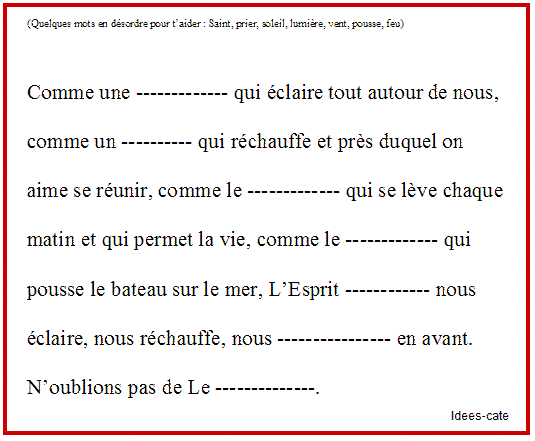 (Quelques mots en désordre pour t'aider : Saint, prier, soleil, lumière, vent, pousse, feu)
Comme une ------------- qui éclaire tout autour de nous,
comme un ---------- qui réchauffe et près duquel on
aime se réunir, comme le ------------- qui se lève chaque
matin et qui permet la vie, comme le ------------- qui
pousse le bateau sur le mer, L'Esprit ------------ nous
éclaire, nous réchauffe, nous ---------------- en avant.
N'oublions pas de Le --------------.
Idees-cate